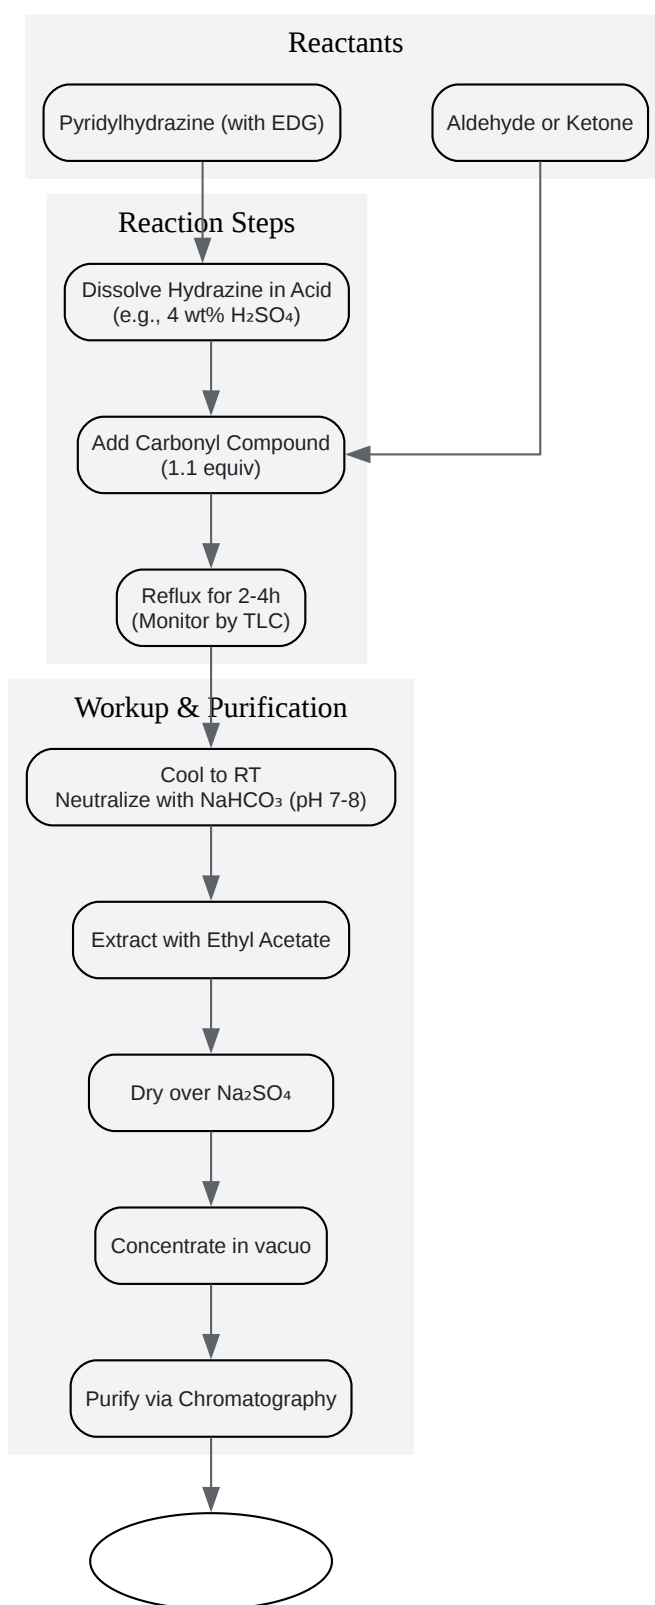 Reactants
Pyridylhydrazine (with EDG)
Aldehyde or Ketone
Reaction Steps
Dissolve Hydrazine in Acid
(e.g., 4 wt% H₂SO₄)
Add Carbonyl Compound
(1.1 equiv)
Reflux for 2-4h
(Monitor by TLC)
Workup & Purification
Cool to RT
Neutralize with NaHCO₃ (pH 7-8)
Extract with Ethyl Acetate
Dry over Na₂SO₄
Concentrate in vacuo
Purify via Chromatography